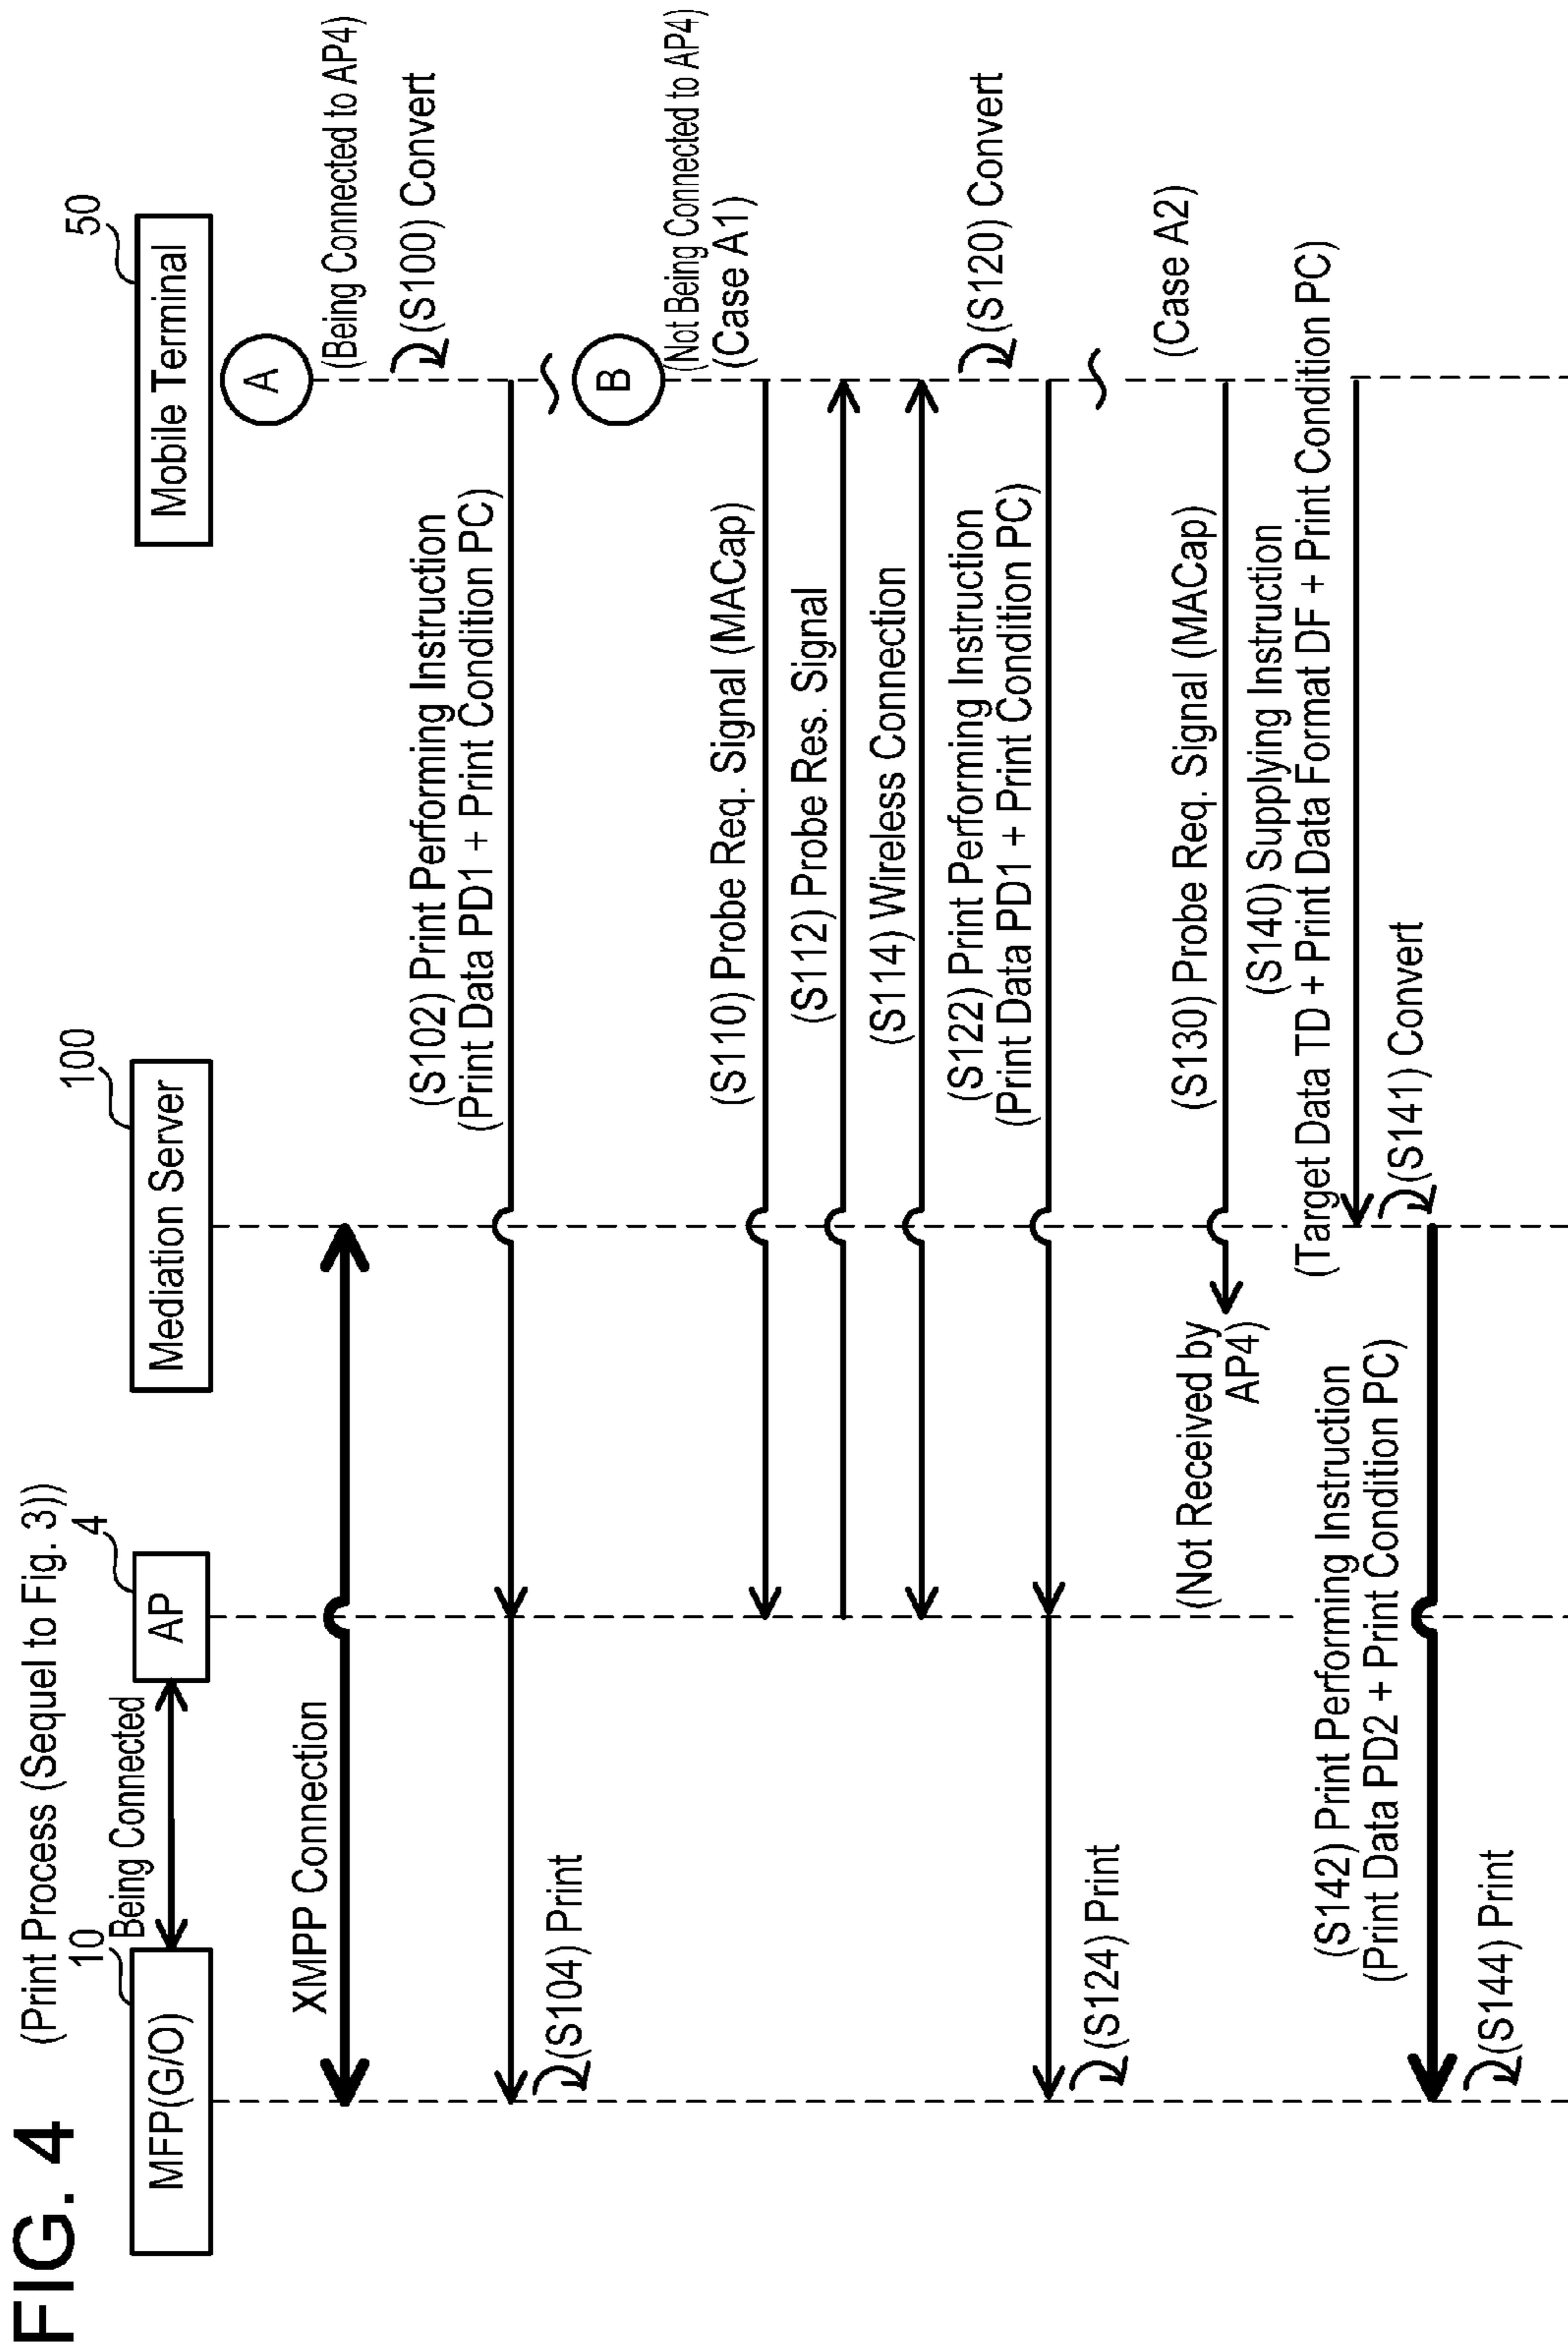 FIG. 4
(Print Process (Sequel to Fig. 3))
10
Being Connected
4
100
50
MFP(G/O)
AP
Mediation Server
Mobile Terminal
A
(Being Connected to AP4)
XMPP Connection
(S100) Convert
(S102) Print Performing Instruction
(Print Data PD1 + Print Condition PC)
(S104) Print
B
(Not Being Connected to AP4)
(Case A1)
(S110) Probe Req. Signal (MACap)
(S112) Probe Res. Signal
(S114) Wireless Connection
(S120) Convert
(S122) Print Performing Instruction
(Print Data PD1 + Print Condition PC)
(S124) Print
(Case A2)
(S130) Probe Req. Signal (MACap)
(Not Received by
AP4)
(S140) Supplying Instruction
(Target Data TD + Print Data Format DF + Print Condition PC)
(S141) Convert
(S142) Print Performing Instruction
(Print Data PD2 + Print Condition PC)
(S144) Print